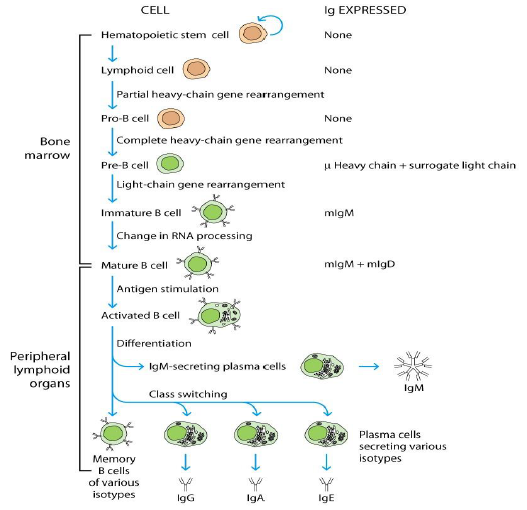 CELL
Ig EXPRESSED
Hematopoietic stem cell
None
Lymphoid cell
None
Partial heavy-chain gene rearrangement
Pro-B cell
None
Complete heavy-chain gene rearrangement
Bone
marrow
Pre-B cell
μ Heavy chain + surrogate light chain
Light-chain gene rearrangement
Immature B cell
mIgM
Change in RNA processing
Mature B cell
mIgM + mIgD
Antigen stimulation
Activated B cell
Differentiation
Peripheral
lymphoid
organs
IgM-secreting plasma cells
IgM
Class switching
Plasma cells
secreting various
isotypes
Memory
B cells
of various
isotypes
IgG
IgA
IgE